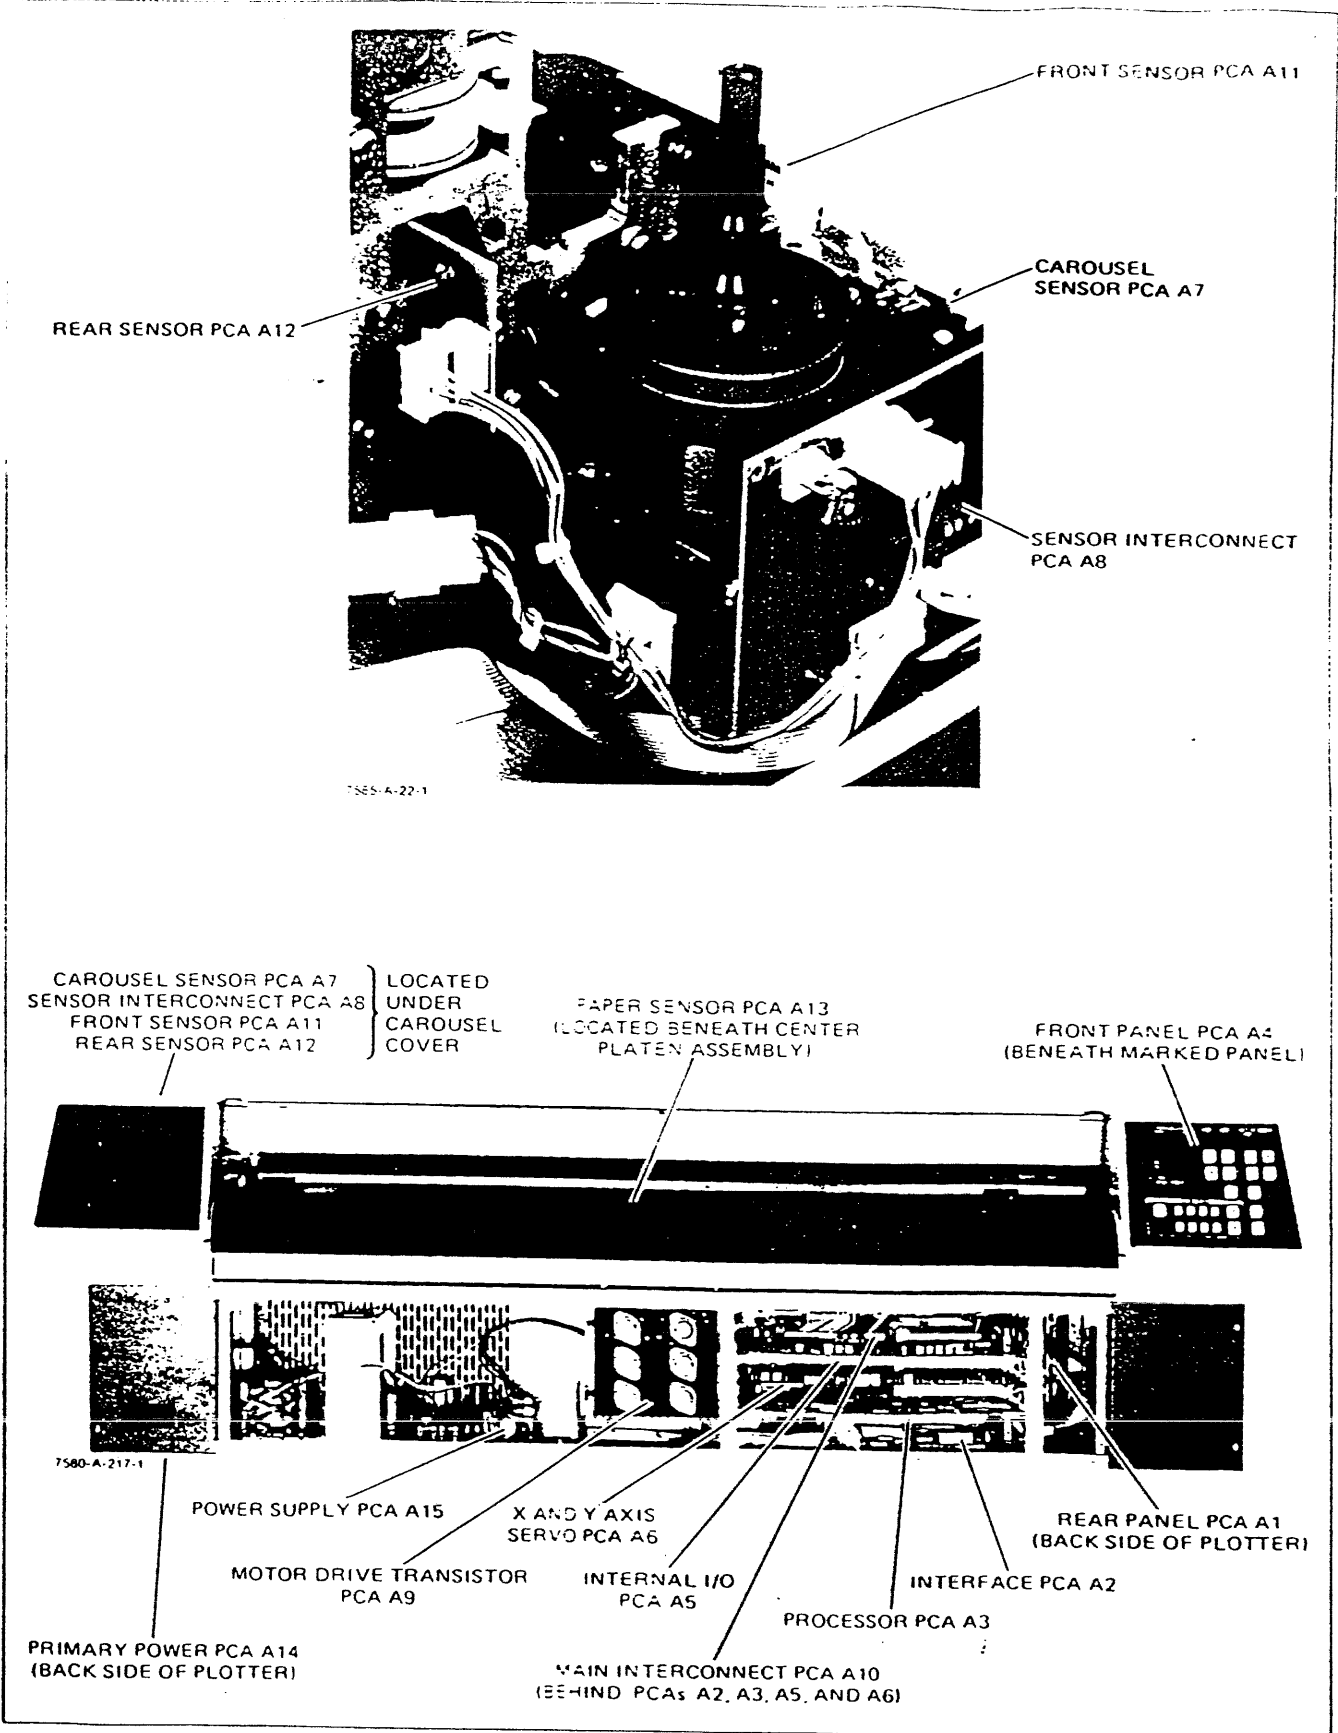 FRONT SENSOR PCA A11
CAROUSEL
SENSOR PCA A7
REAR SENSOR PCA A12
SENSOR INTERCONNECT
PCA A8
7585-A-22-1
CAROUSEL SENSOR PCA A7
SENSOR INTERCONNECT PCA A8
FRONT SENSOR PCA A11
REAR SENSOR PCA A12
LOCATED
UNDER
CAROUSEL
COVER
PAPER SENSOR PCA A13
(LOCATED BENEATH CENTER
PLATEN ASSEMBLY)
FRONT PANEL PCA A4
(BENEATH MARKED PANEL)
7580-A-217-1
POWER SUPPLY PCA A15
X AND Y AXIS
SERVO PCA A6
REAR PANEL PCA A1
(BACK SIDE OF PLOTTER)
MOTOR DRIVE TRANSISTOR
PCA A9
INTERNAL I/O
PCA A5
INTERFACE PCA A2
PROCESSOR PCA A3
PRIMARY POWER PCA A14
(BACK SIDE OF PLOTTER)
MAIN INTERCONNECT PCA A10
(BEHIND PCAs A2, A3, A5, AND A6)